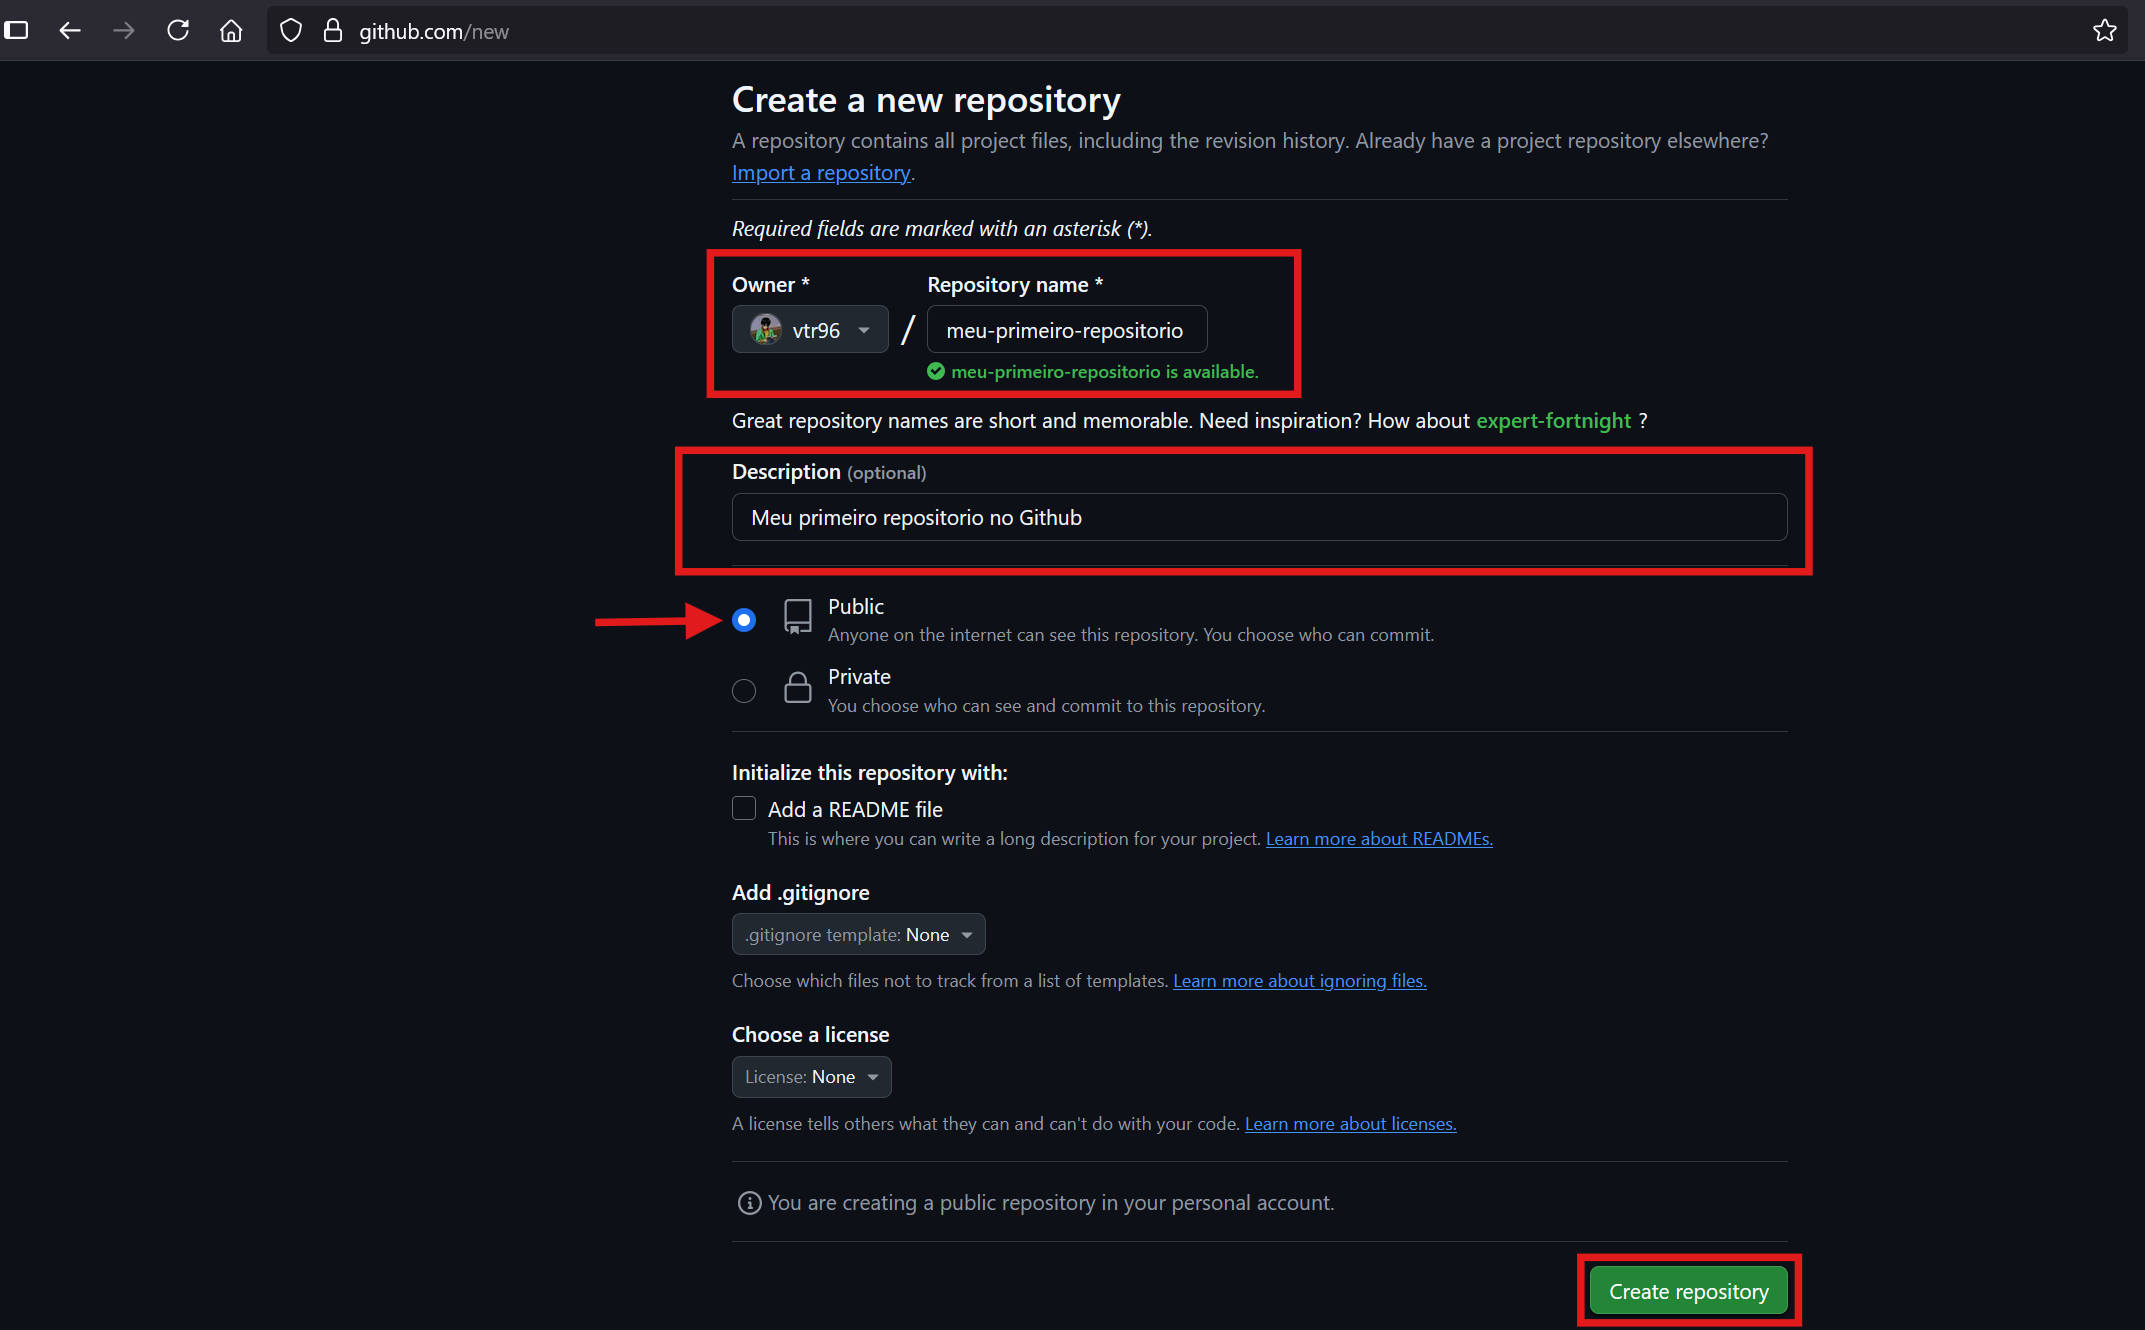 github.com/new
Create a new repository
A repository contains all project files, including the revision history. Already have a project repository elsewhere?
Import a repository.
Required fields are marked with an asterisk (*).
Owner *
Repository name *
vtr96
/
meu-primeiro-repositorio
meu-primeiro-repositorio is available.
Great repository names are short and memorable. Need inspiration? How about expert-fortnight ?
Description (optional)
Meu primeiro repositorio no Github
Public
Anyone on the internet can see this repository. You choose who can commit.
Private
You choose who can see and commit to this repository.
Initialize this repository with:
Add a README file
This is where you can write a long description for your project. Learn more about READMEs.
Add .gitignore
.gitignore template: None
Choose which files not to track from a list of templates. Learn more about ignoring files.
Choose a license
License: None
A license tells others what they can and can't do with your code. Learn more about licenses.
You are creating a public repository in your personal account.
Create repository